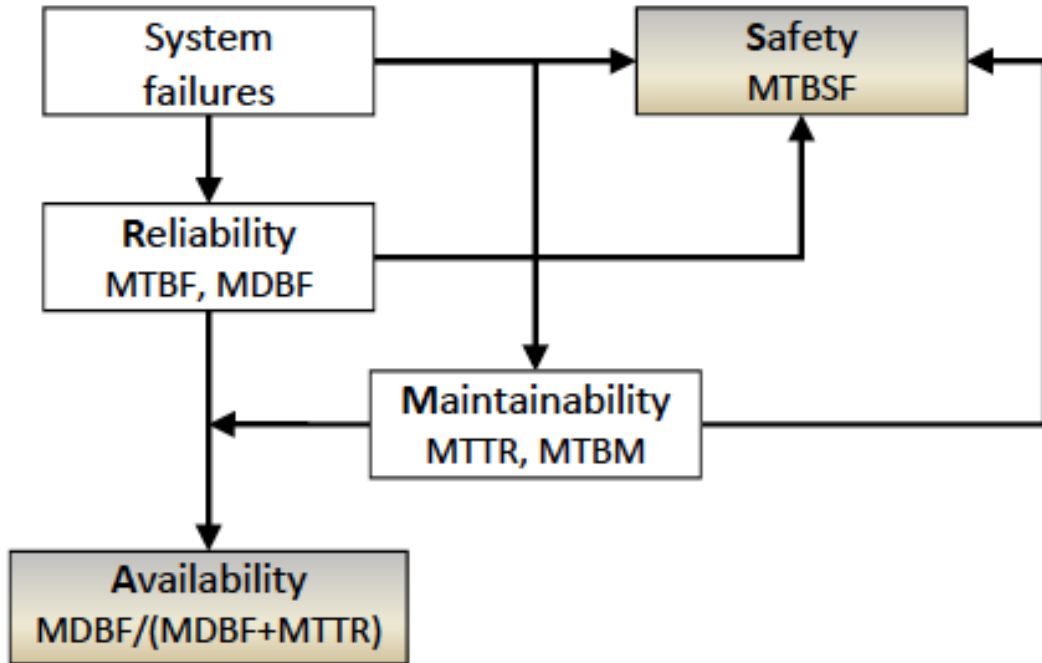 System
failures
Safety
MTBSF
Reliability
MTBF, MDBF
Maintainability
MTTR, MTBM
Availability
MDBF/(MDBF+MTTR)